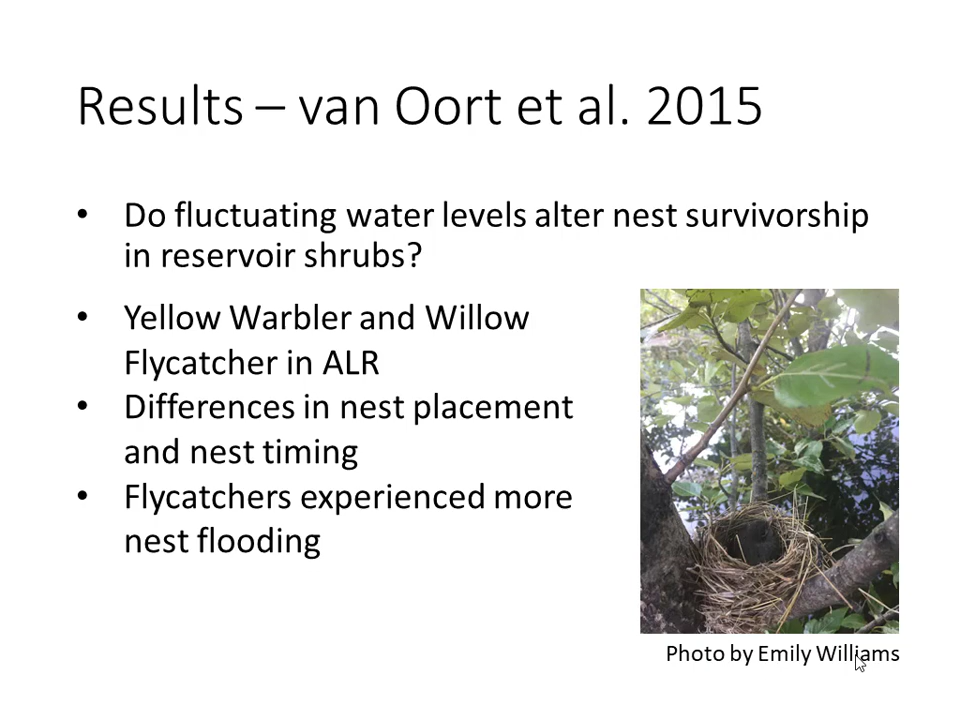 Results – van Oort et al. 2015
• Do fluctuating water levels alter nest survivorship
in reservoir shrubs?
• Yellow Warbler and Willow
Flycatcher in ALR
• Differences in nest placement
and nest timing
• Flycatchers experienced more
nest flooding
Photo by Emily Williams